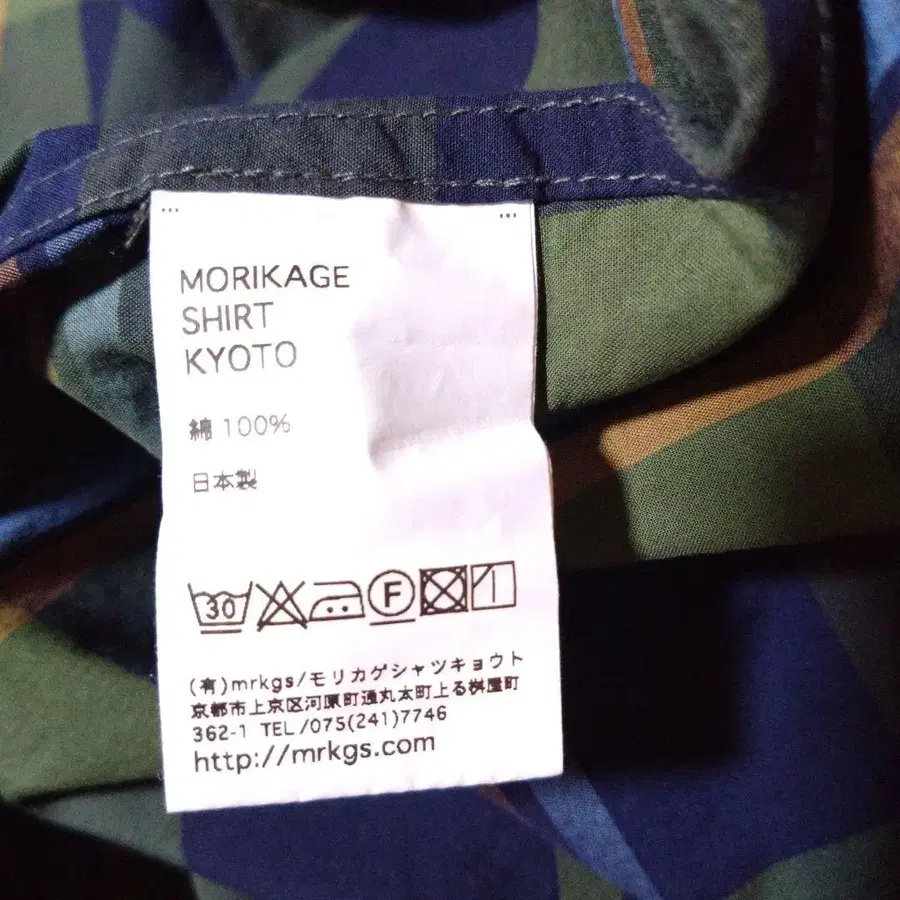 MORIKAGE
SHIRT
KYOTO
綿 100%
日本製
30 F
(有)mrkgs/モリカゲシャツキョウト
京都市上京区河原町通丸太町上る桝屋町
362-1 TEL/075(241)7746
http://mrkgs.com